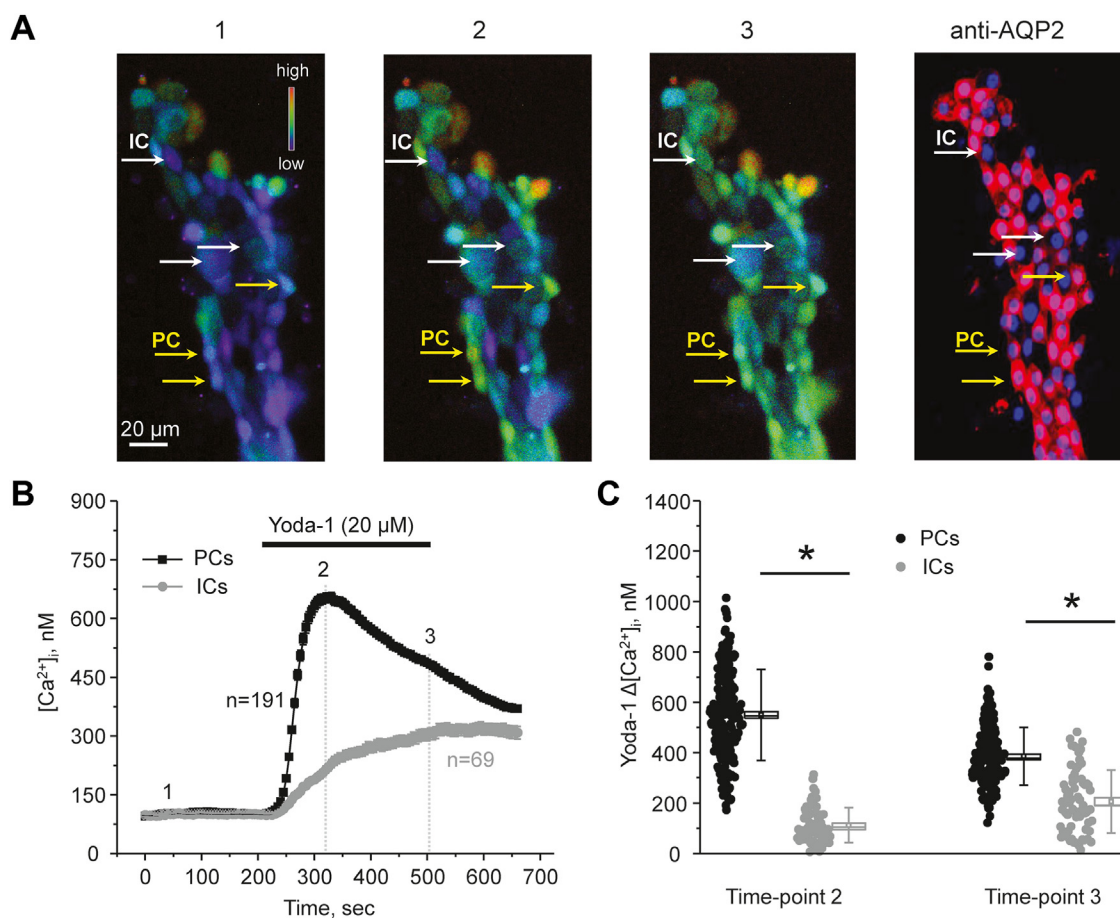 A
1
2
3
anti-AQP2
high
low
IC
PC
20 µm
IC
PC
IC
PC
IC
PC
B
900
750
600
450
300
150
0
[Ca²⁺]ᵢ, nM
Yoda-1 (20 µM)
PCs
ICs
1
2
3
n=191
n=69
0 100 200 300 400 500 600 700
Time, sec
C
1400
1200
1000
800
600
400
200
0
Yoda-1 Δ[Ca²⁺]ᵢ, nM
PCs
ICs
*
*
Time-point 2
Time-point 3